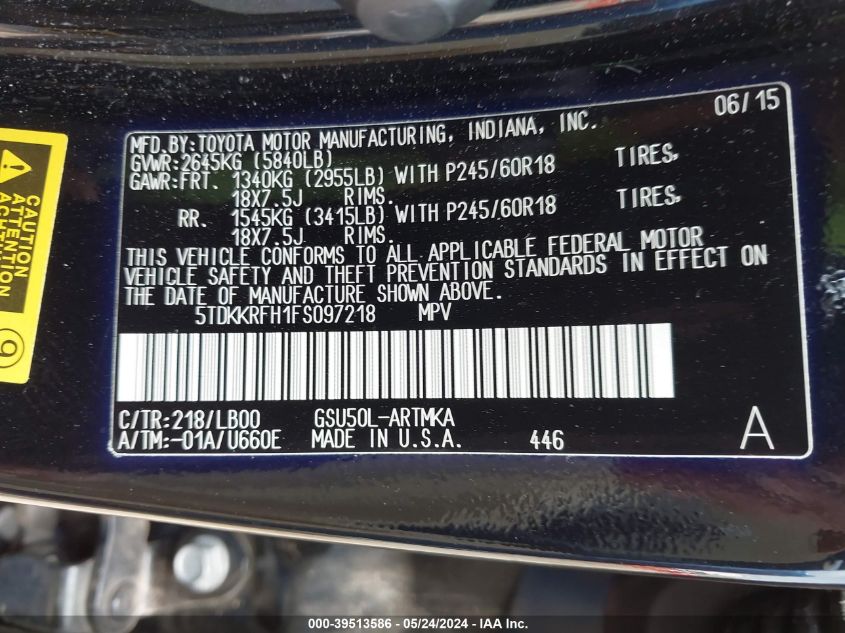 06/15
MFD.BY:TOYOTA MOTOR MANUFACTURING, INDIANA, INC.
GVWR:2645KG (5840LB)
GAWR:FRT. 1340KG (2955LB) WITH P245/60R18 TIRES,
18X7.5J RIMS.
RR. 1545KG (3415LB) WITH P245/60R18 TIRES,
18X7.5J RIMS.
THIS VEHICLE CONFORMS TO ALL APPLICABLE FEDERAL MOTOR
VEHICLE SAFETY AND THEFT PREVENTION STANDARDS IN EFFECT ON
THE DATE OF MANUFACTURE SHOWN ABOVE.
5TDKKRFH1FS097218 MPV
C/TR:218/LB00 GSU50L-ARTMKA
A/TM:-01A/U660E MADE IN U.S.A. 446 A
CAUTION
ATTENTION
ACHTUNG
9
000-39513586 - 05/24/2024 - IAAI.com